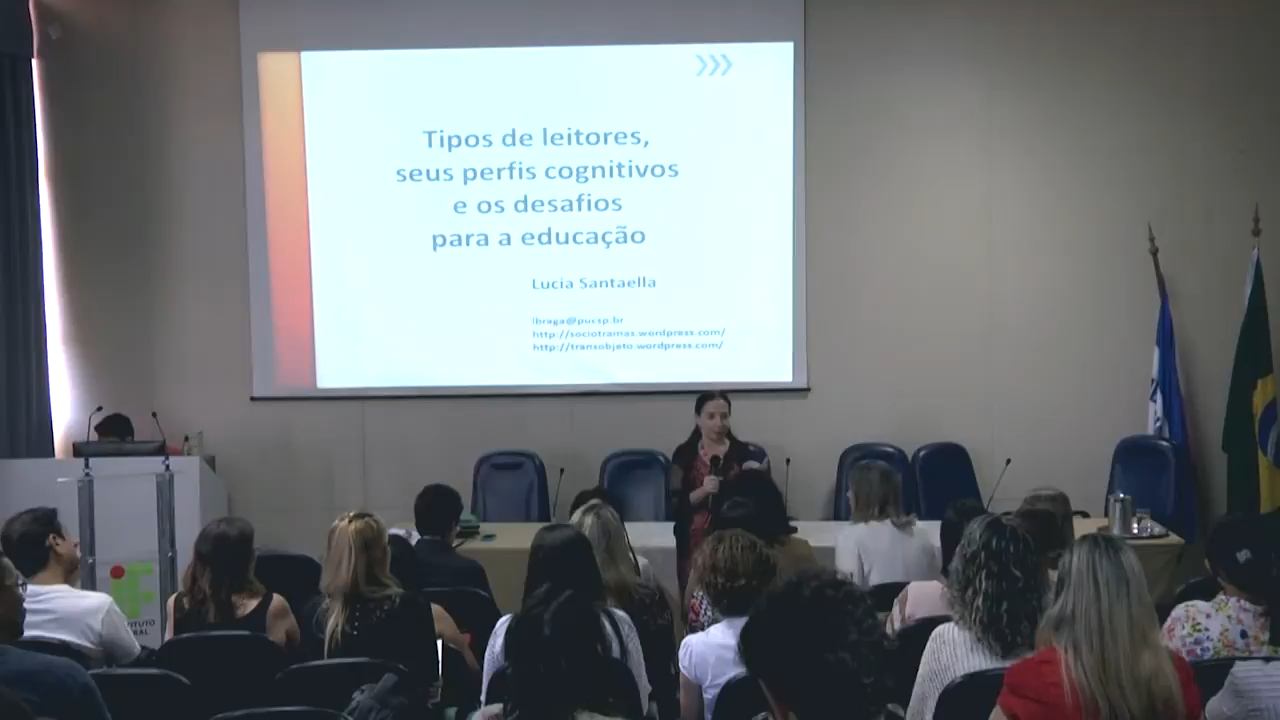 Tipos de leitores,
seus perfis cognitivos
e os desafios
para a educação
Lucia Santaella
lbraga@pucsp.br
http://sociotramas.wordpress.com/
http://transobjeto.wordpress.com/